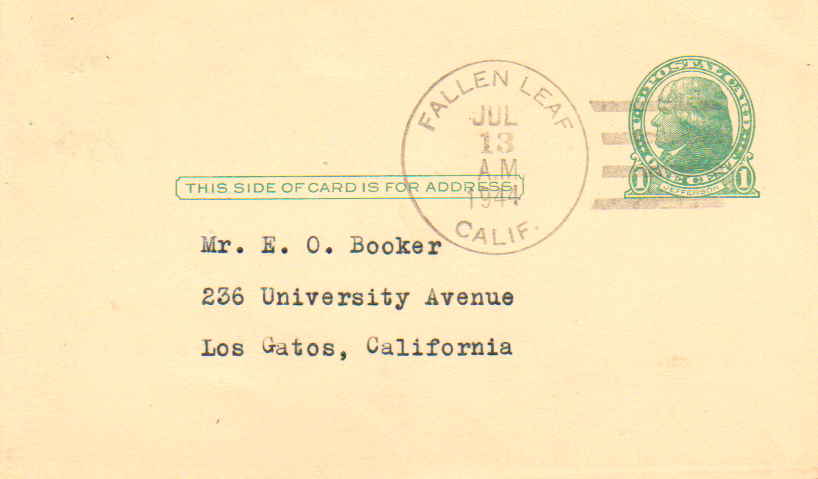 FALLEN LEAF
JUL
13
A.M
1944
CALIF.
U.S. POSTAL CARD
ONE CENT
1 JEFFERSON 1
THIS SIDE OF CARD IS FOR ADDRESS
Mr. E. O. Booker
236 University Avenue
Los Gatos, California